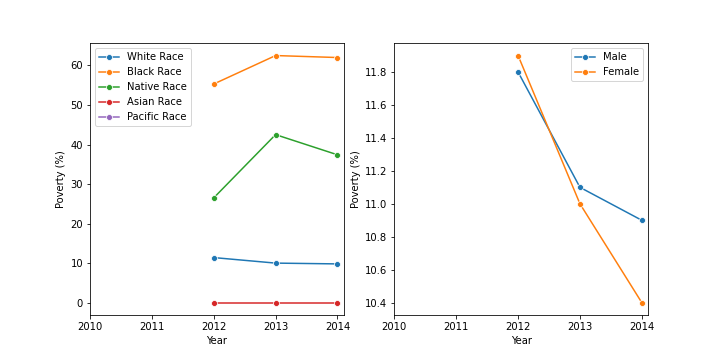 White Race
Black Race
Native Race
Asian Race
Pacific Race
Poverty (%)
60
50
40
30
20
10
0
2010 2011 2012 2013 2014
Year
Male
Female
Poverty (%)
11.8
11.6
11.4
11.2
11.0
10.8
10.6
10.4
2010 2011 2012 2013 2014
Year